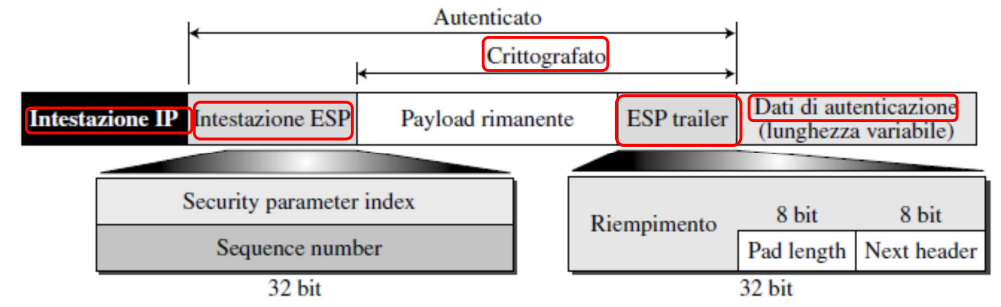 Autenticato
Crittografato
Intestazione IP
Intestazione ESP
Payload rimanente
ESP trailer
Dati di autenticazione
(lunghezza variabile)
Security parameter index
Sequence number
32 bit
Riempimento
8 bit
8 bit
Pad length
Next header
32 bit